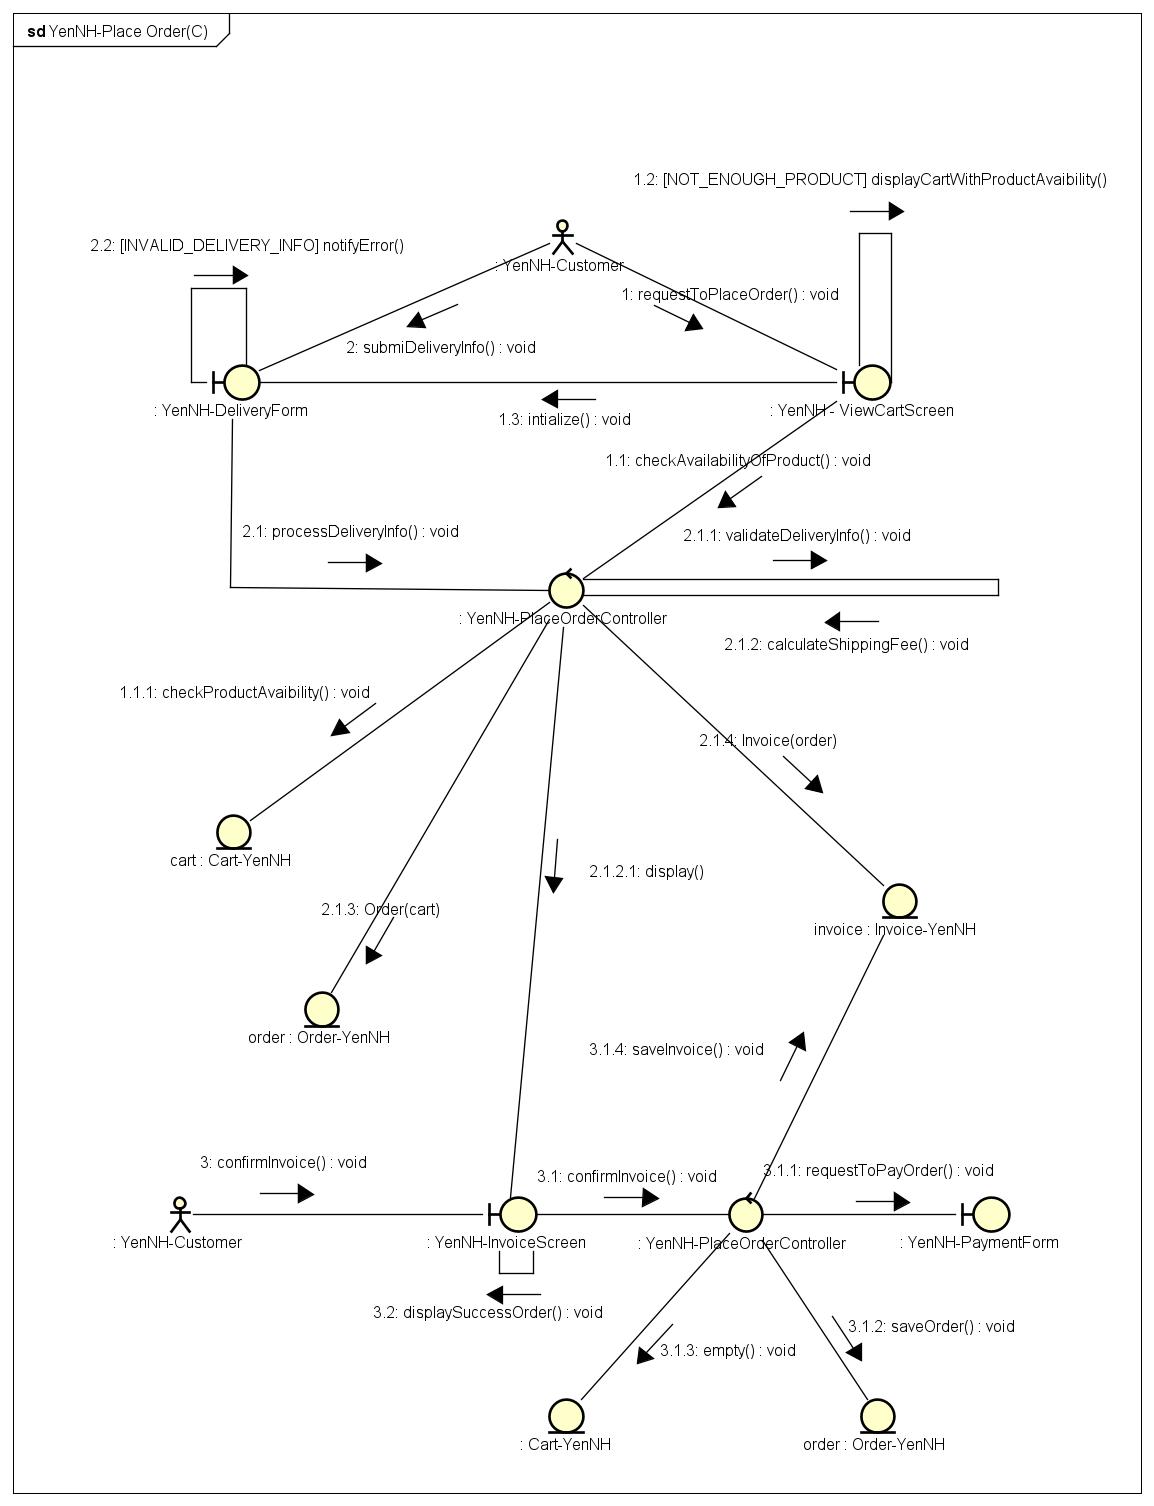 sd YenNH-Place Order(C)
1.2: [NOT_ENOUGH_PRODUCT] displayCartWithProductAvaibility()
2.2: [INVALID_DELIVERY_INFO] notifyError()
: YenNH-Customer
1: requestToPlaceOrder() : void
2: submiDeliveryInfo() : void
: YenNH-DeliveryForm
: YenNH - ViewCartScreen
1.3: intialize() : void
1.1: checkAvailabilityOfProduct() : void
2.1: processDeliveryInfo() : void
2.1.1: validateDeliveryInfo() : void
: YenNH-PlaceOrderController
2.1.2: calculateShippingFee() : void
1.1.1: checkProductAvaibility() : void
2.1.4: Invoice(order)
cart : Cart-YenNH
2.1.2.1: display()
2.1.3: Order(cart)
invoice : Invoice-YenNH
order : Order-YenNH
3.1.4: saveInvoice() : void
3: confirmInvoice() : void
3.1: confirmInvoice() : void
3.1.1: requestToPayOrder() : void
: YenNH-Customer
: YenNH-InvoiceScreen
: YenNH-PlaceOrderController
: YenNH-PaymentForm
3.2: displaySuccessOrder() : void
3.1.2: saveOrder() : void
3.1.3: empty() : void
: Cart-YenNH
order : Order-YenNH